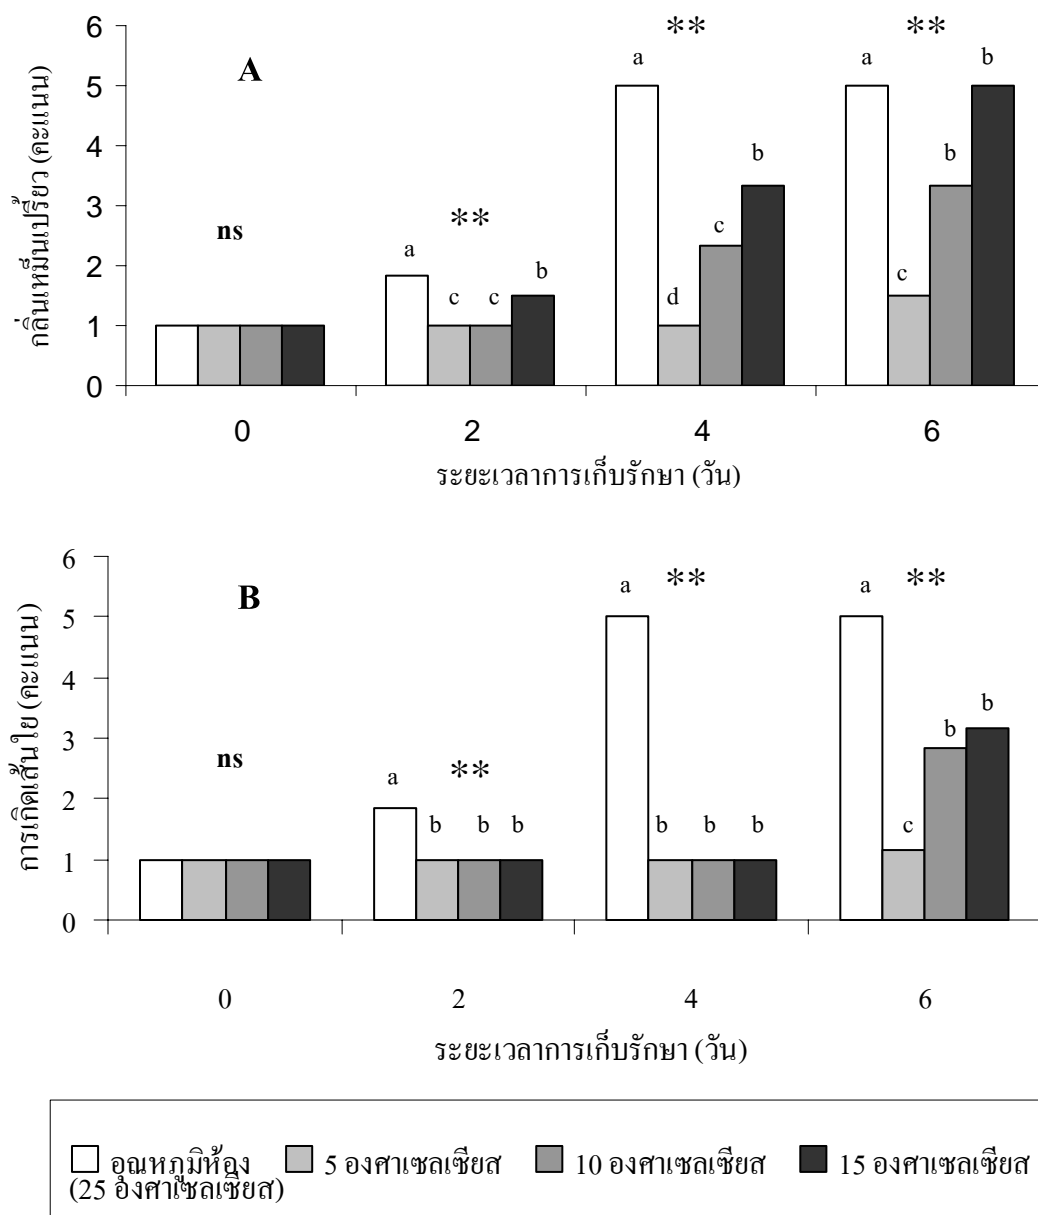 6
5
4
3
2
1
0
กลิ่นเหม็นเปรี้ยว (คะแนน)
A
ns
**
a
c
c
b
**
a
d
c
b
**
a
c
b
b
0 2 4 6
ระยะเวลาการเก็บรักษา (วัน)
6
5
4
3
2
1
0
การเกิดเส้นใย (คะแนน)
B
ns
**
a
b
b
b
**
a
b
b
b
**
a
c
b
b
0 2 4 6
ระยะเวลาการเก็บรักษา (วัน)
อุณหภูมิห้อง 5 องศาเซลเซียส 10 องศาเซลเซียส 15 องศาเซลเซียส
(25 องศาเซลเซียส)